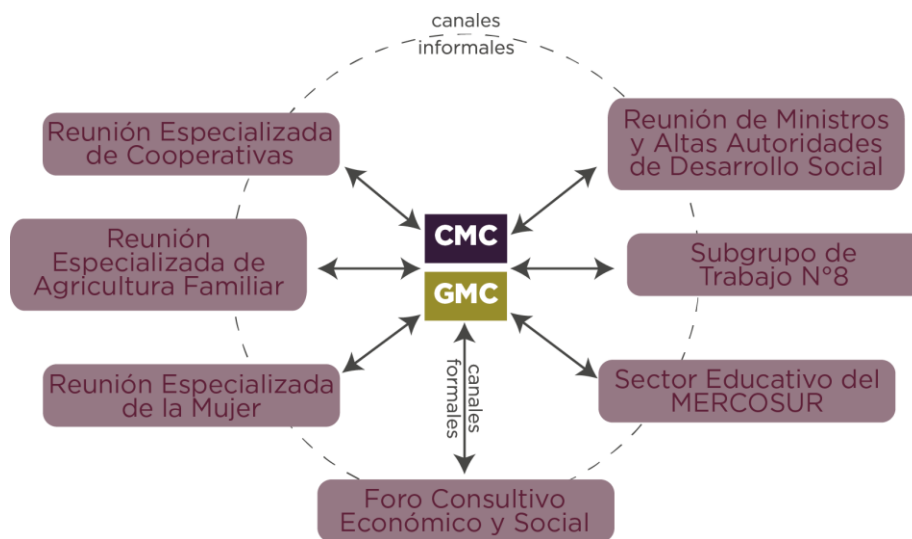 canales
informales
Reunión Especializada
de Cooperativas
Reunión de Ministros
y Altas Autoridades
de Desarrollo Social
CMC
Reunión
Especializada de
Agricultura Familiar
Subgrupo de
Trabajo N°8
GMC
canales
formales
Reunión Especializada
de la Mujer
Sector Educativo del
MERCOSUR
Foro Consultivo
Económico y Social